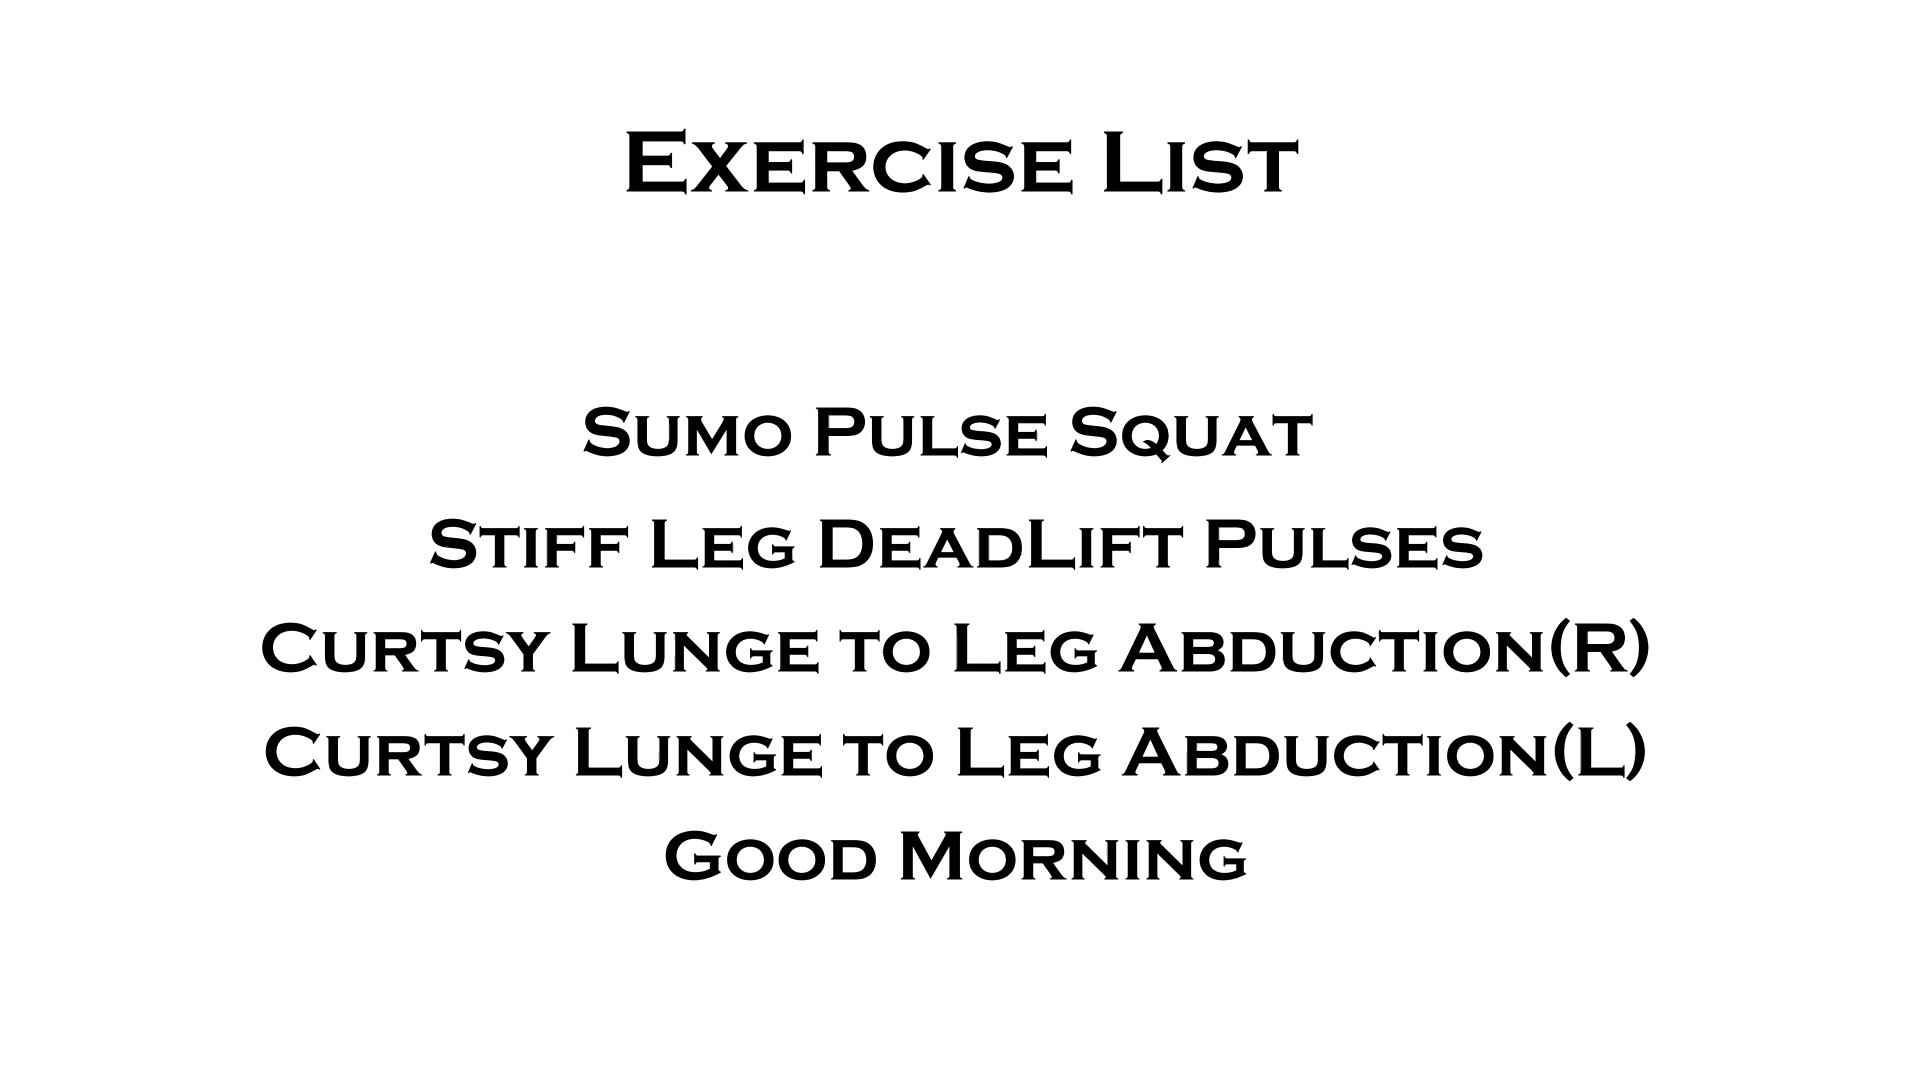 Exercise List
Sumo Pulse Squat
Stiff Leg DeadLift Pulses
Curtsy Lunge to Leg Abduction(R)
Curtsy Lunge to Leg Abduction(L)
Good Morning